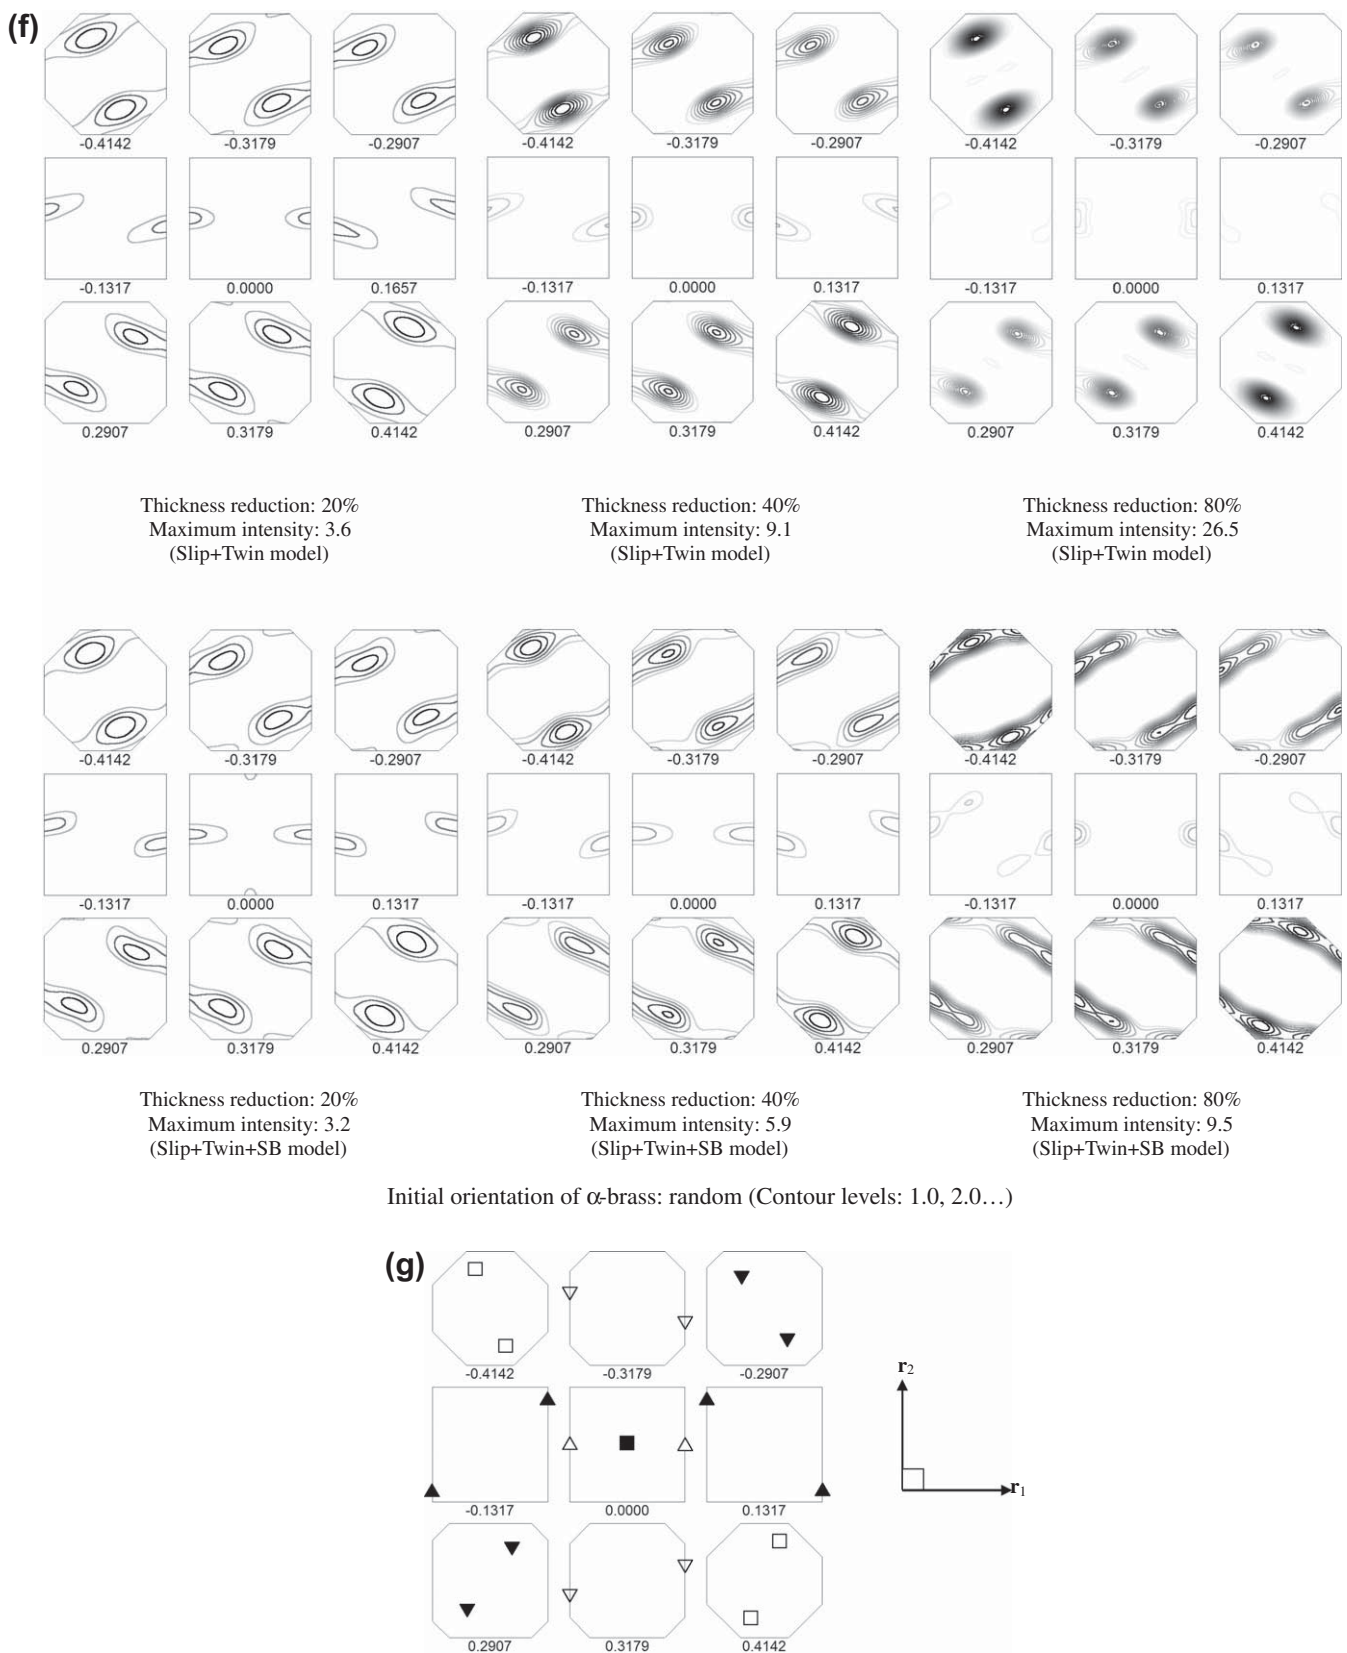 (f)
-0.4142 -0.3179 -0.2907 -0.4142 -0.3179 -0.2907 -0.4142 -0.3179 -0.2907
-0.1317 0.0000 0.1657 -0.1317 0.0000 0.1317 -0.1317 0.0000 0.1317
0.2907 0.3179 0.4142 0.2907 0.3179 0.4142 0.2907 0.3179 0.4142
Thickness reduction: 20% Thickness reduction: 40% Thickness reduction: 80%
Maximum intensity: 3.6 Maximum intensity: 9.1 Maximum intensity: 26.5
(Slip+Twin model) (Slip+Twin model) (Slip+Twin model)
-0.4142 -0.3179 -0.2907 -0.4142 -0.3179 -0.2907 -0.4142 -0.3179 -0.2907
-0.1317 0.0000 0.1317 -0.1317 0.0000 0.1317 -0.1317 0.0000 0.1317
0.2907 0.3179 0.4142 0.2907 0.3179 0.4142 0.2907 0.3179 0.4142
Thickness reduction: 20% Thickness reduction: 40% Thickness reduction: 80%
Maximum intensity: 3.2 Maximum intensity: 5.9 Maximum intensity: 9.5
(Slip+Twin+SB model) (Slip+Twin+SB model) (Slip+Twin+SB model)
Initial orientation of α-brass: random (Contour levels: 1.0, 2.0…)
(g)
-0.4142 -0.3179 -0.2907
r2
-0.1317 0.0000 0.1317
r1
0.2907 0.3179 0.4142